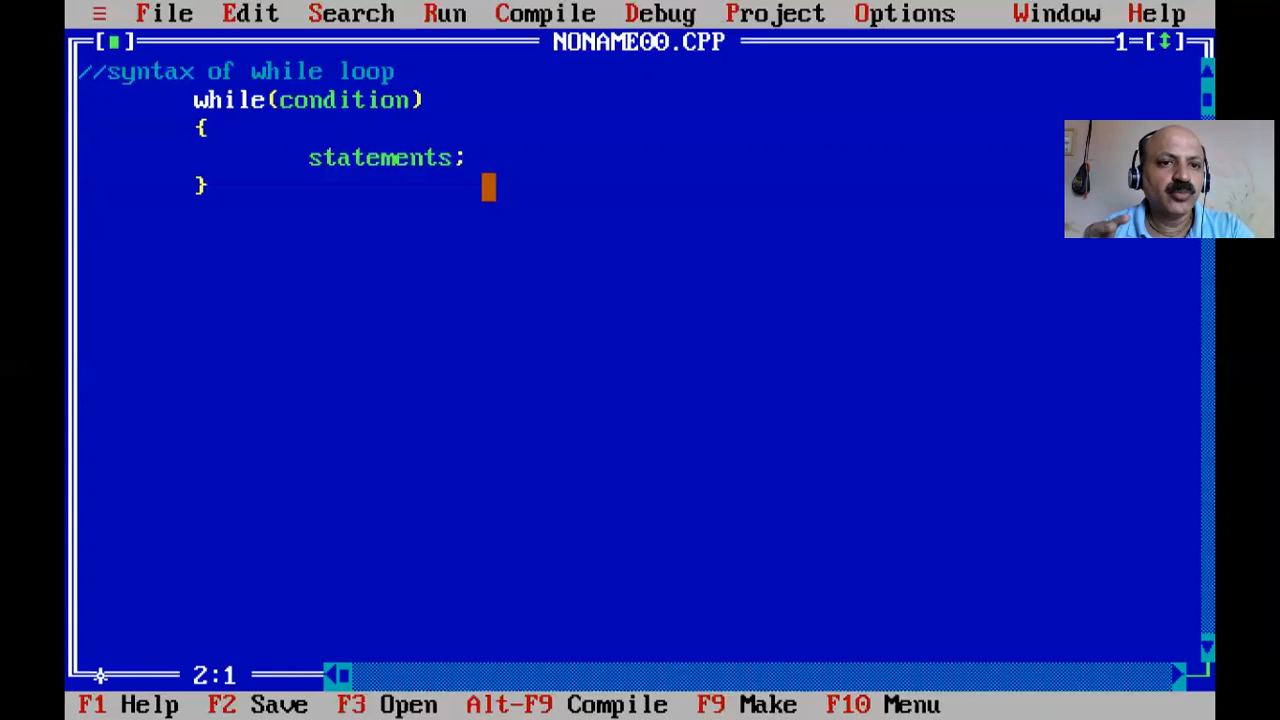 ≡ File Edit Search Run Compile Debug Project Options Window Help
[■] NONAME00.CPP 1=[↕]
//syntax of while loop
while(condition)
{
statements;
}
2:1
F1 Help F2 Save F3 Open Alt-F9 Compile F9 Make F10 Menu